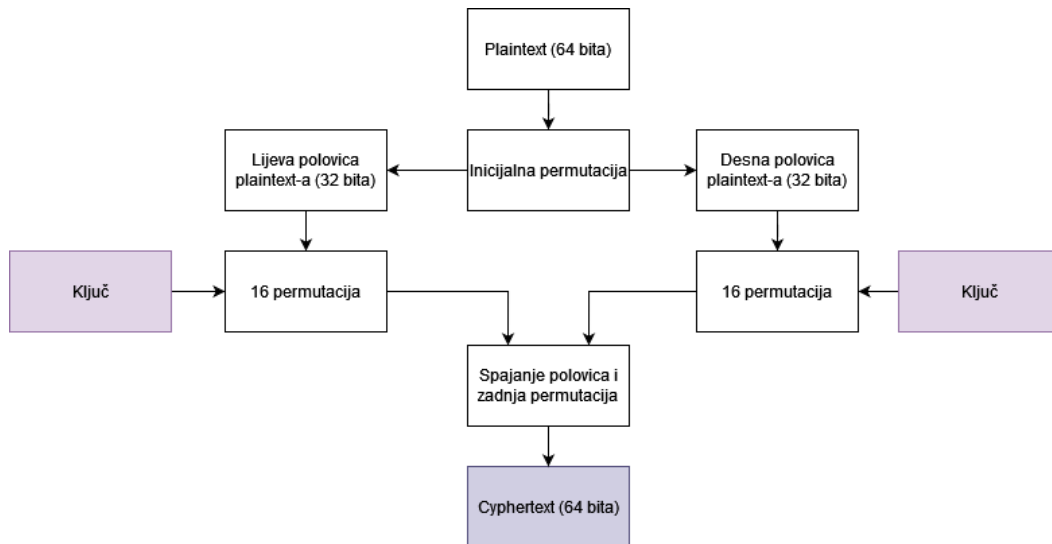 Plaintext (64 bita)
Lijeva polovica
plaintext-a (32 bita)
Inicijalna permutacija
Desna polovica
plaintext-a (32 bita)
Ključ
16 permutacija
16 permutacija
Ključ
Spajanje polovica i
zadnja permutacija
Cyphertext (64 bita)